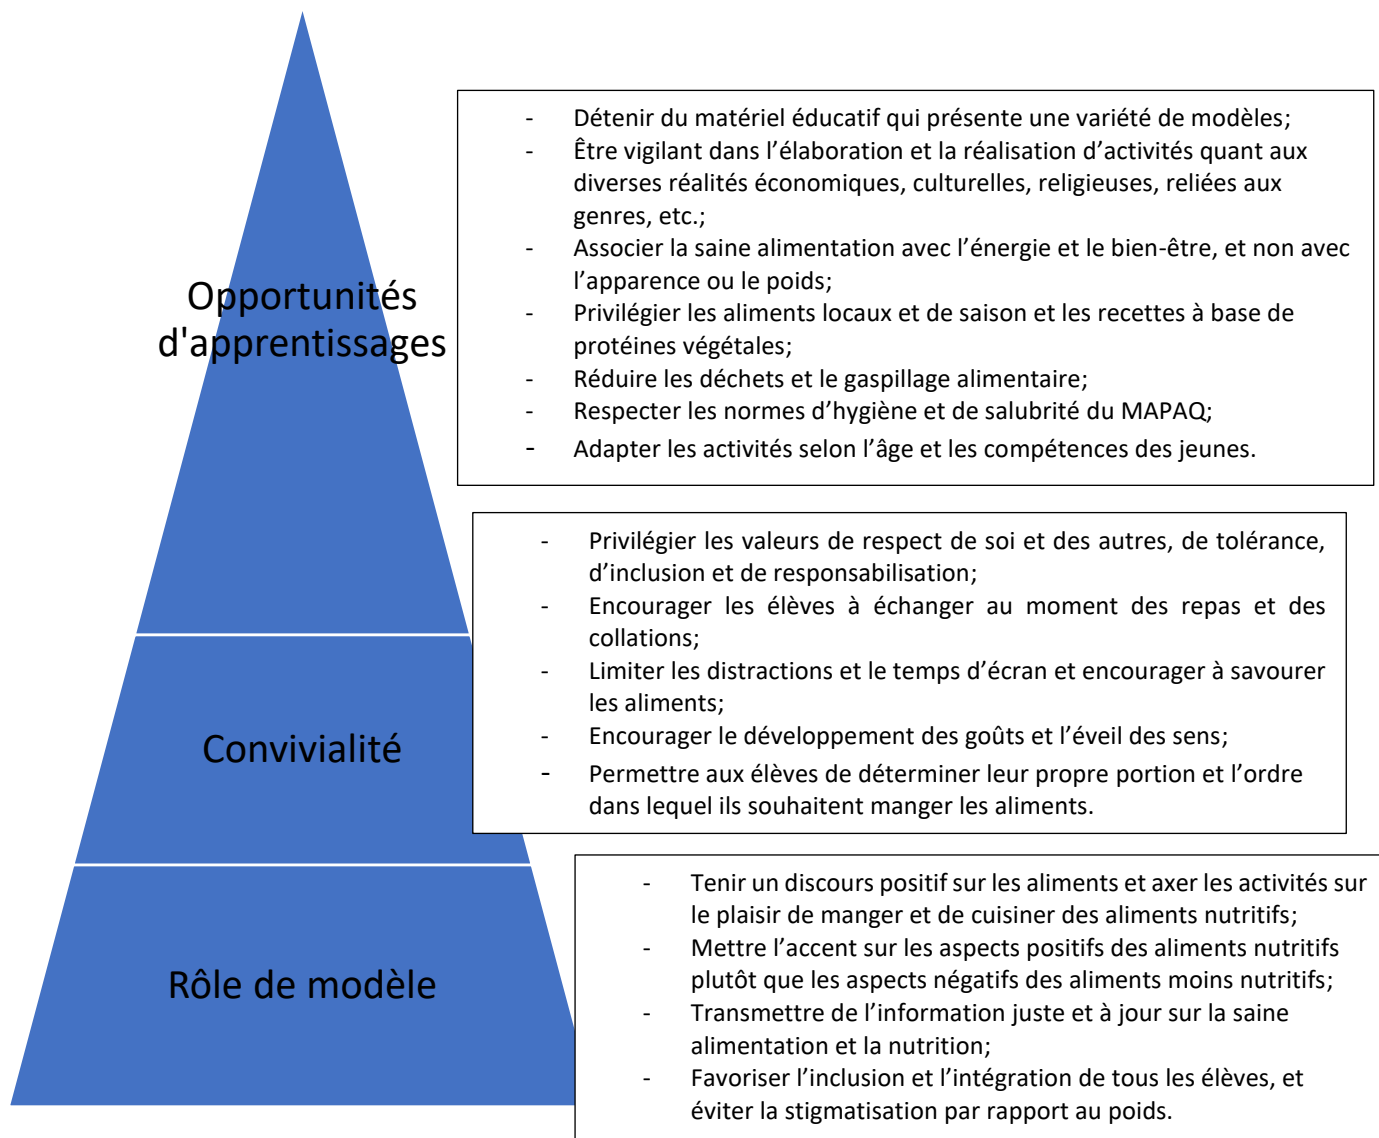 Opportunités
d'apprentissages
- Détenir du matériel éducatif qui présente une variété de modèles;
- Être vigilant dans l’élaboration et la réalisation d’activités quant aux
diverses réalités économiques, culturelles, religieuses, reliées aux
genres, etc.;
- Associer la saine alimentation avec l’énergie et le bien-être, et non avec
l’apparence ou le poids;
- Privilégier les aliments locaux et de saison et les recettes à base de
protéines végétales;
- Réduire les déchets et le gaspillage alimentaire;
- Respecter les normes d’hygiène et de salubrité du MAPAQ;
- Adapter les activités selon l’âge et les compétences des jeunes.
Convivialité
- Privilégier les valeurs de respect de soi et des autres, de tolérance,
d’inclusion et de responsabilisation;
- Encourager les élèves à échanger au moment des repas et des
collations;
- Limiter les distractions et le temps d’écran et encourager à savourer
les aliments;
- Encourager le développement des goûts et l’éveil des sens;
- Permettre aux élèves de déterminer leur propre portion et l’ordre
dans lequel ils souhaitent manger les aliments.
Rôle de modèle
- Tenir un discours positif sur les aliments et axer les activités sur
le plaisir de manger et de cuisiner des aliments nutritifs;
- Mettre l’accent sur les aspects positifs des aliments nutritifs
plutôt que les aspects négatifs des aliments moins nutritifs;
- Transmettre de l’information juste et à jour sur la saine
alimentation et la nutrition;
- Favoriser l’inclusion et l’intégration de tous les élèves, et
éviter la stigmatisation par rapport au poids.